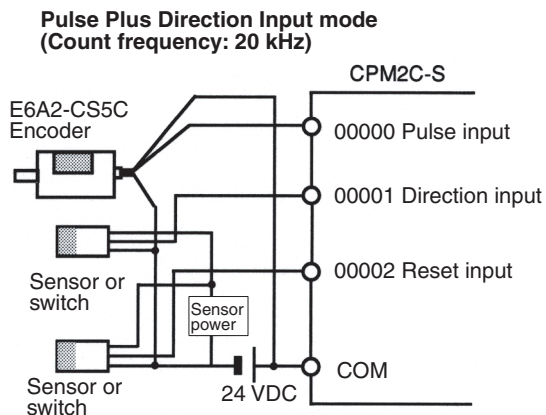 Pulse Plus Direction Input mode
(Count frequency: 20 kHz)
CPM2C-S
E6A2-CS5C
Encoder
00000 Pulse input
00001 Direction input
Sensor or
switch
00002 Reset input
Sensor
power
Sensor or
switch
24 VDC
COM